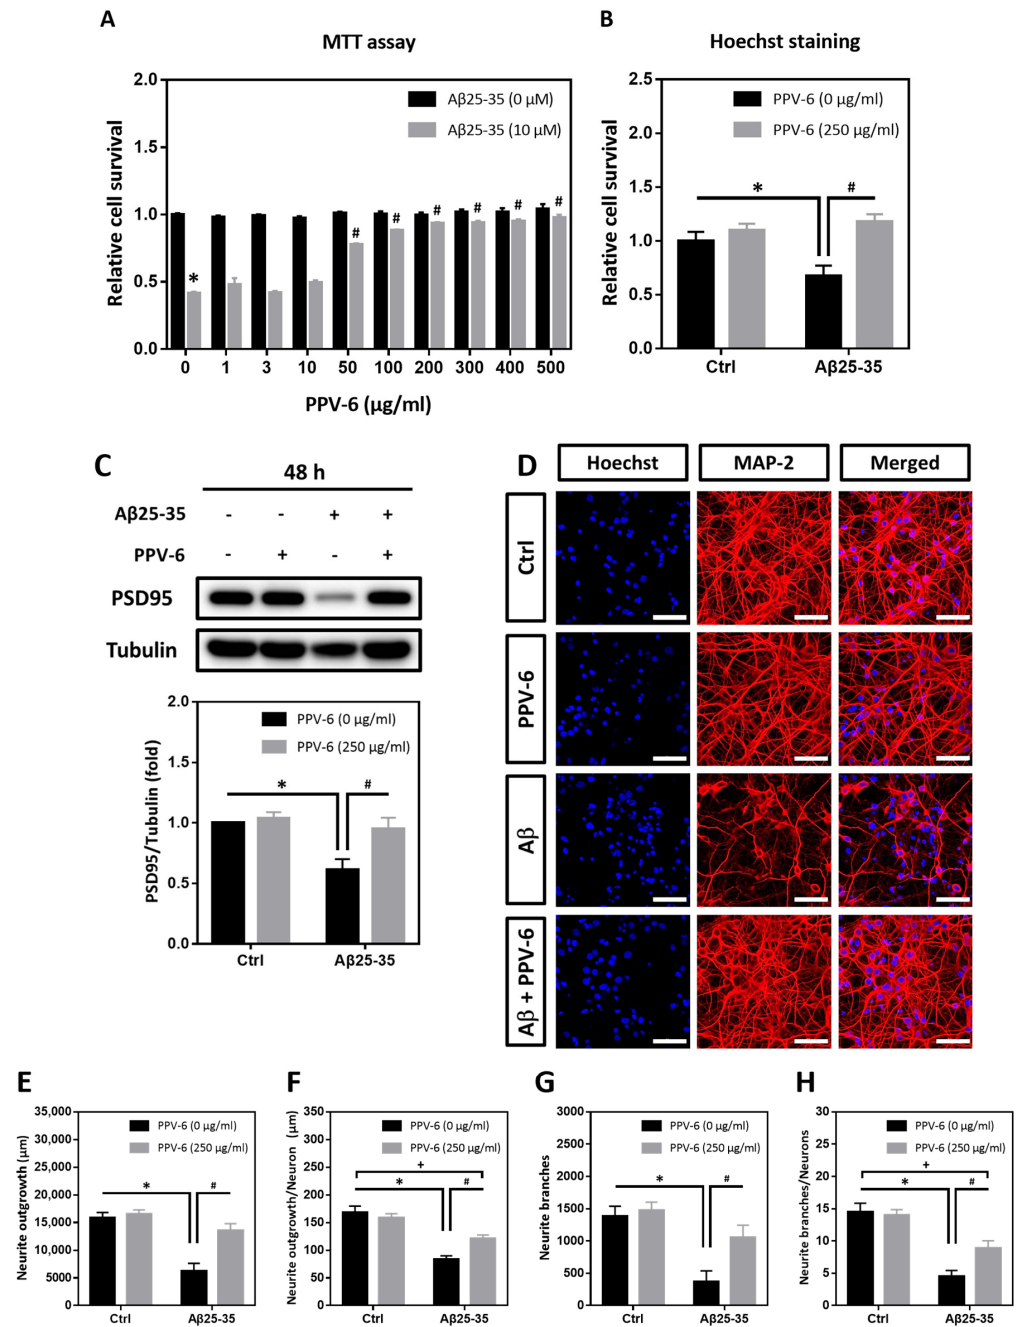 A
MTT assay
2.0
1.5
1.0
0.5
0.0
Relative cell survival
Aβ25-35 (0 µM)
Aβ25-35 (10 µM)
*
#
#
#
#
#
#
0 1 3 10 50 100 200 300 400 500
PPV-6 (µg/ml)
B
Hoechst staining
2.5
2.0
1.5
1.0
0.5
0.0
Relative cell survival
PPV-6 (0 µg/ml)
PPV-6 (250 µg/ml)
* #
Ctrl Aβ25-35
C
48 h
Aβ25-35 - - + +
PPV-6 - + - +
PSD95
Tubulin
2.0
1.5
1.0
0.5
0.0
PSD95/Tubulin (fold)
PPV-6 (0 µg/ml)
PPV-6 (250 µg/ml)
* #
Ctrl Aβ25-35
D
Hoechst MAP-2 Merged
Ctrl
PPV-6
Aβ
Aβ + PPV-6
E
35,000
30,000
25,000
20,000
15,000
10,000
5000
0
Neurite outgrowth (µm)
PPV-6 (0 µg/ml)
PPV-6 (250 µg/ml)
* #
Ctrl Aβ25-35
F
350
300
250
200
150
100
50
0
Neurite outgrowth/Neuron (µm)
PPV-6 (0 µg/ml)
PPV-6 (250 µg/ml)
+
* #
Ctrl Aβ25-35
G
3000
2500
2000
1500
1000
500
0
Neurite branches
PPV-6 (0 µg/ml)
PPV-6 (250 µg/ml)
* #
Ctrl Aβ25-35
H
30
25
20
15
10
5
0
Neurite branches/Neurons
PPV-6 (0 µg/ml)
PPV-6 (250 µg/ml)
+
* #
Ctrl Aβ25-35